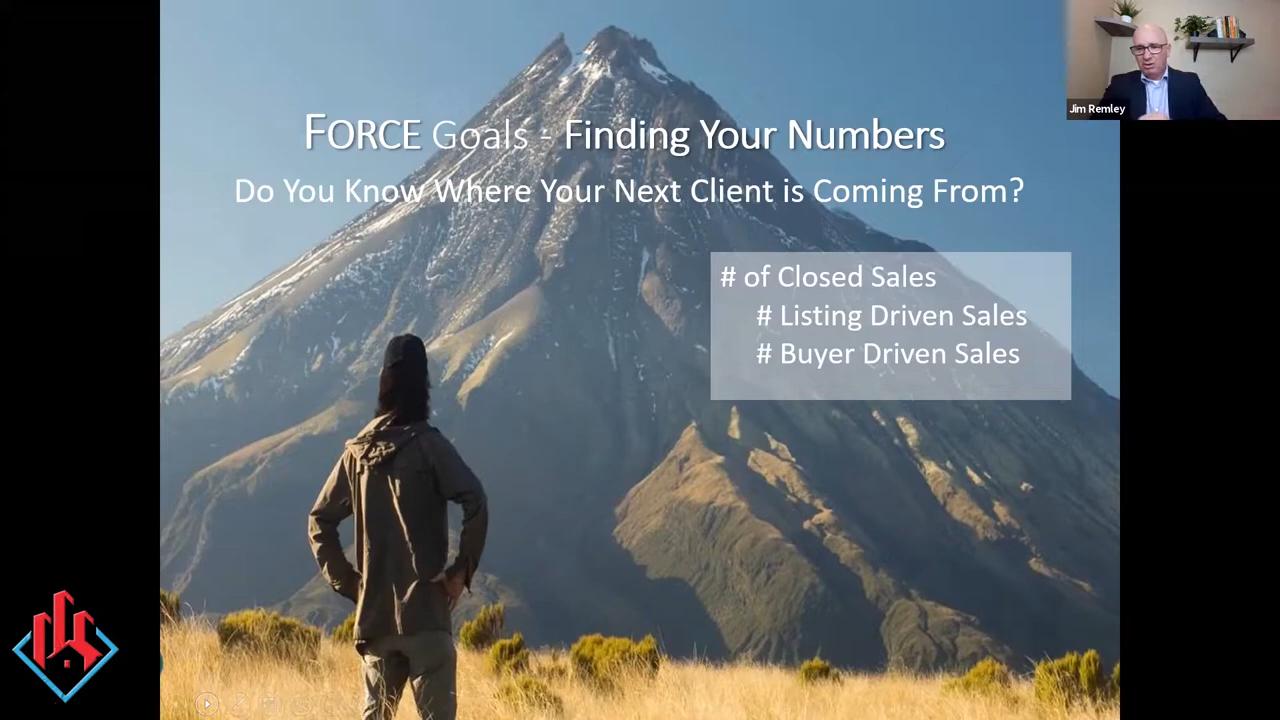 FORCE Goals - Finding Your Numbers
Do You Know Where Your Next Client is Coming From?
# of Closed Sales
# Listing Driven Sales
# Buyer Driven Sales
Jim Remley